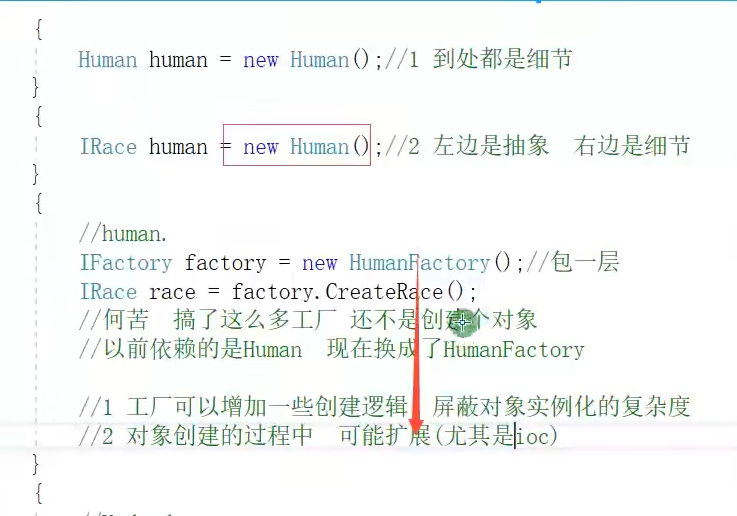 {
Human human = new Human();//1 到处都是细节
}
{
IRace human = new Human();//2 左边是抽象 右边是细节
}
{
//human.
IFactory factory = new HumanFactory();//包一层
IRace race = factory.CreateRace();
//何苦 搞了这么多工厂 还不是创建个对象
//以前依赖的是Human 现在换成了HumanFactory
//1 工厂可以增加一些创建逻辑 屏蔽对象实例化的复杂度
//2 对象创建的过程中 可能扩展(尤其是ioc)
}
{